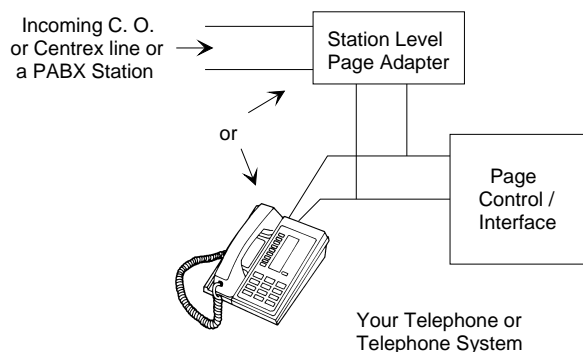 Incoming C. O.
or Centrex line or
a PABX Station
Station Level
Page Adapter
or
Page
Control /
Interface
Your Telephone or
Telephone System